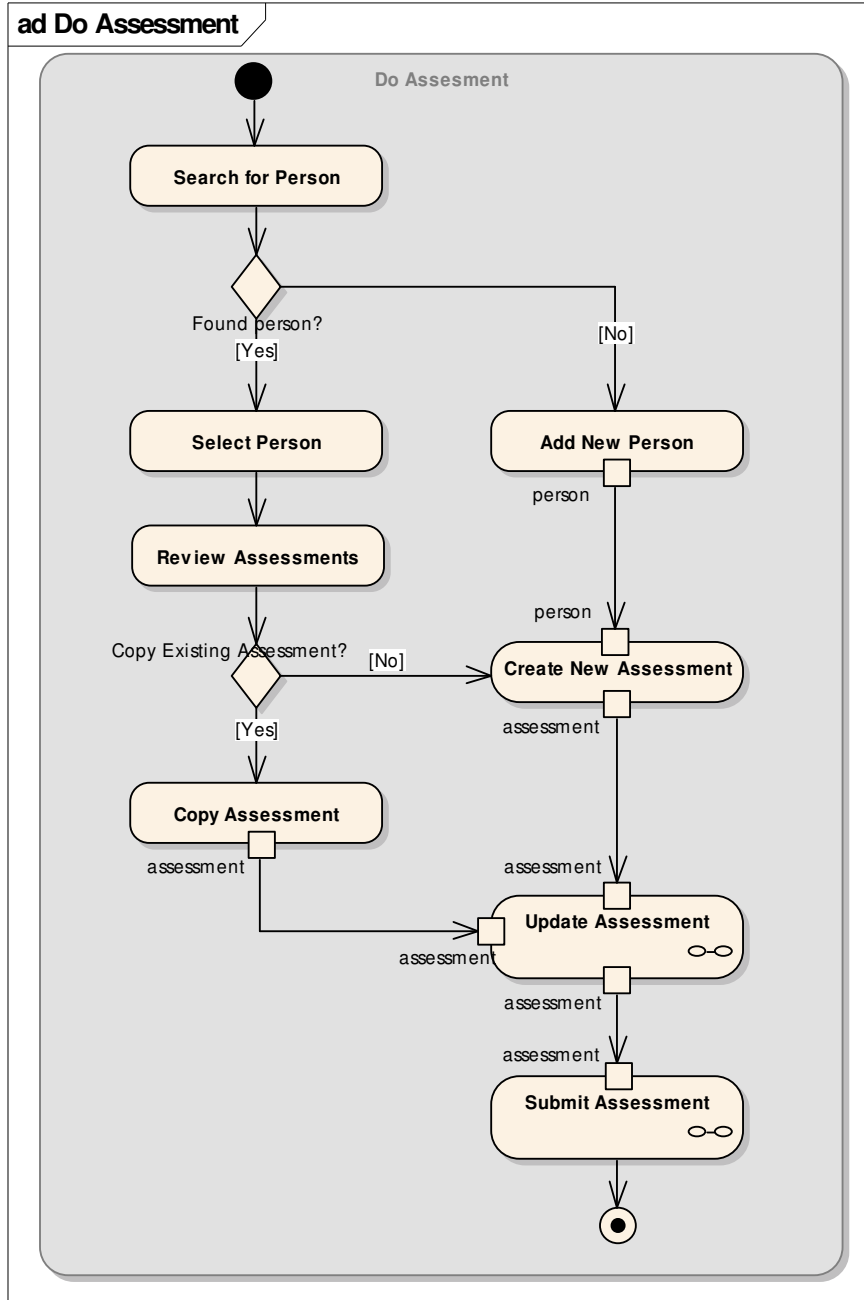 ad Do Assessment
Do Assesment
Search for Person
Found person?
[Yes]
[No]
Select Person
Add New Person
person
Review Assessments
person
Copy Existing Assessment?
[No]
Create New Assessment
[Yes]
assessment
Copy Assessment
assessment
assessment
Update Assessment
assessment
assessment
assessment
Submit Assessment